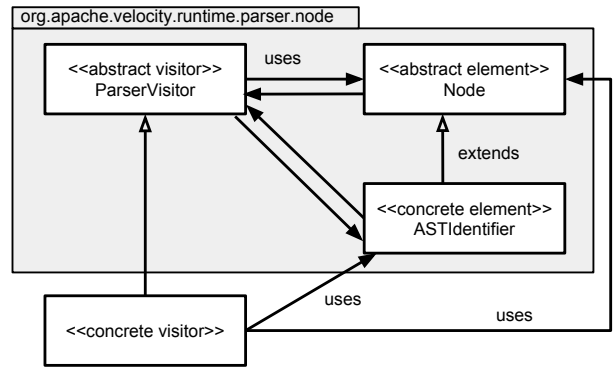 org.apache.velocity.runtime.parser.node
<<abstract visitor>>
ParserVisitor
uses
<<abstract element>>
Node
extends
<<concrete element>>
ASTIdentifier
uses
uses
<<concrete visitor>>